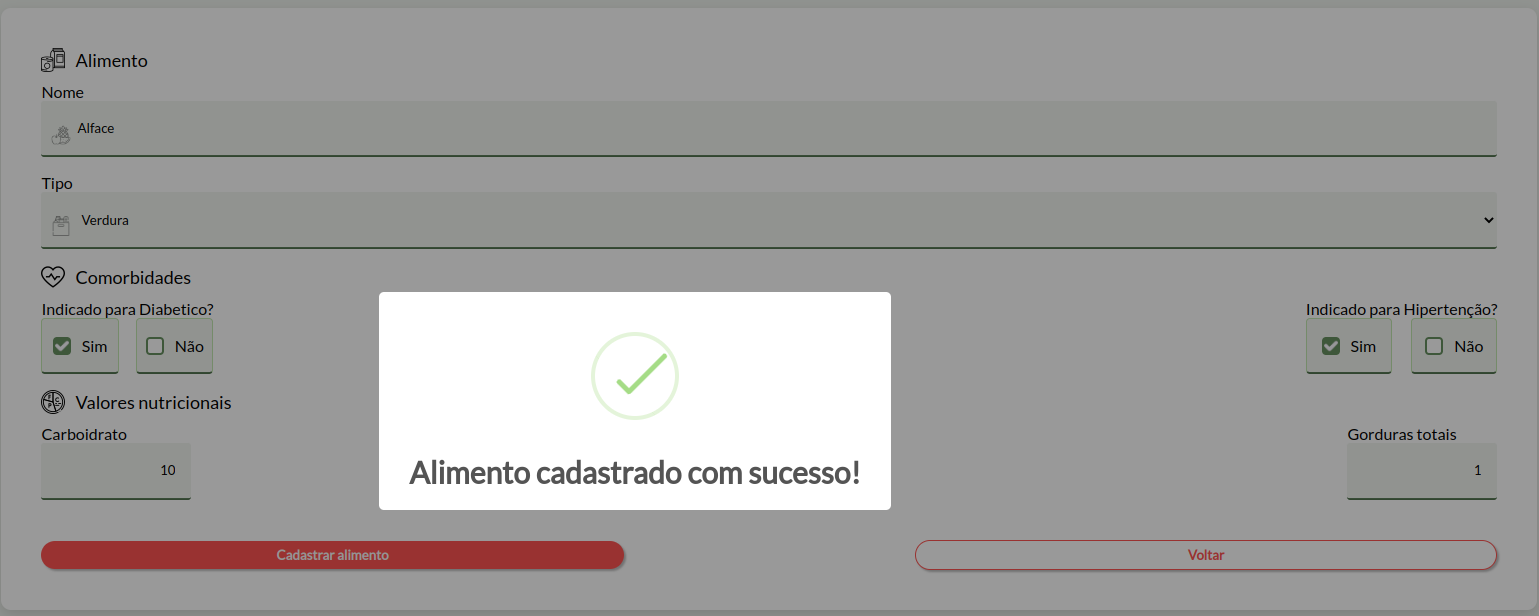 Alimento
Nome
Alface
Tipo
Verdura
Comorbidades
Indicado para Diabetico?
Sim
Não
Indicado para Hipertenção?
Sim
Não
Valores nutricionais
Carboidrato
10
Gorduras totais
1
Alimento cadastrado com sucesso!
Cadastrar alimento
Voltar